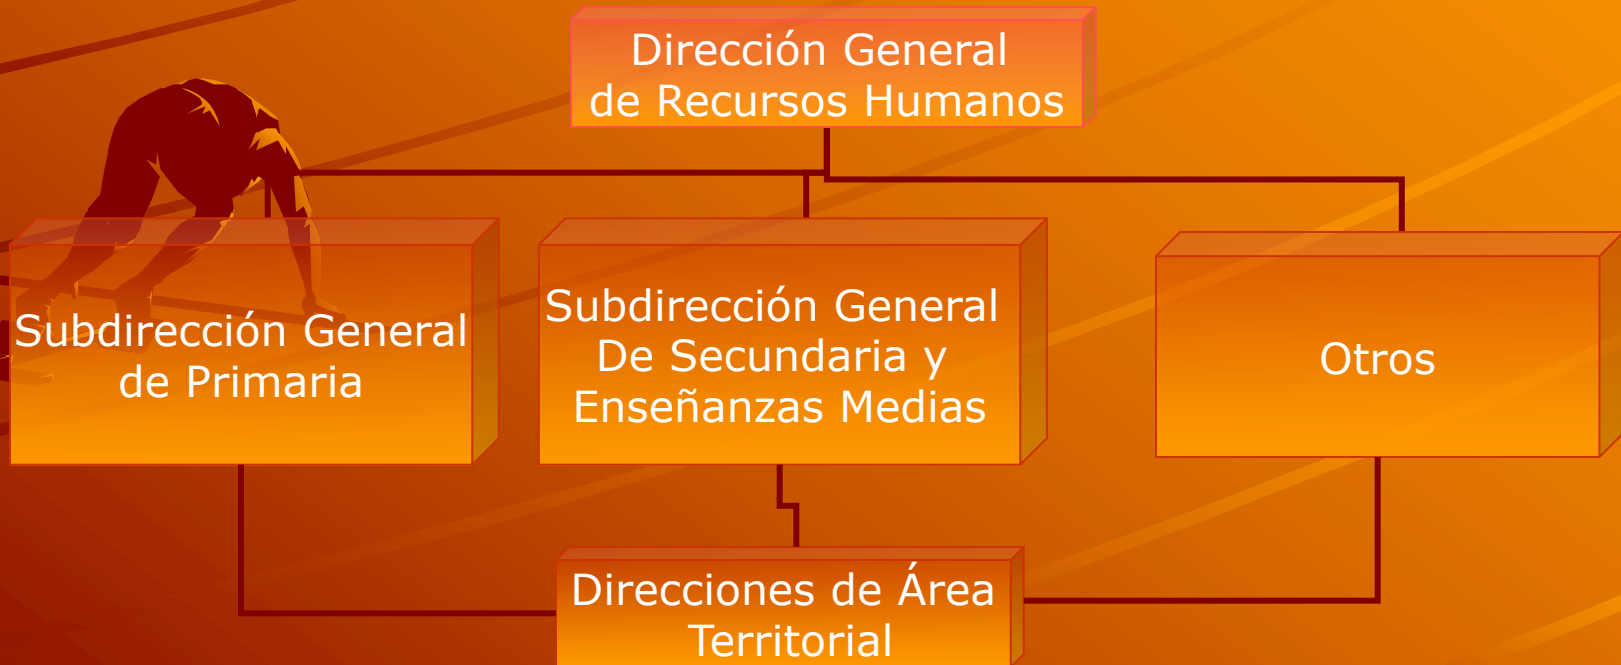 Dirección General
de Recursos Humanos
Subdirección General
de Primaria
Subdirección General
De Secundaria y
Enseñanzas Medias
Otros
Direcciones de Área
Territorial